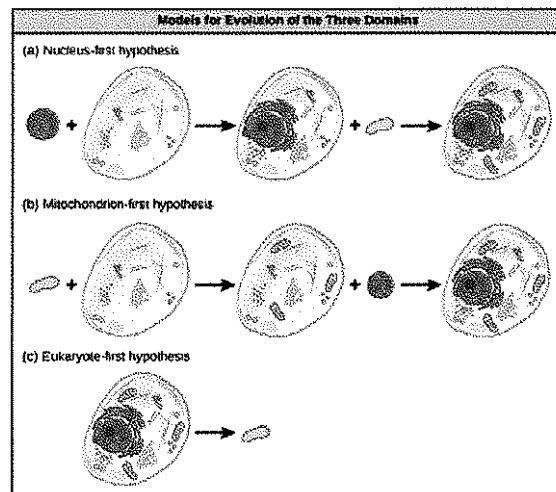 Models for Evolution of the Three Domains
(a) Nucleus-first hypothesis
+
+
(b) Mitochondrion-first hypothesis
+
+
(c) Eukaryote-first hypothesis